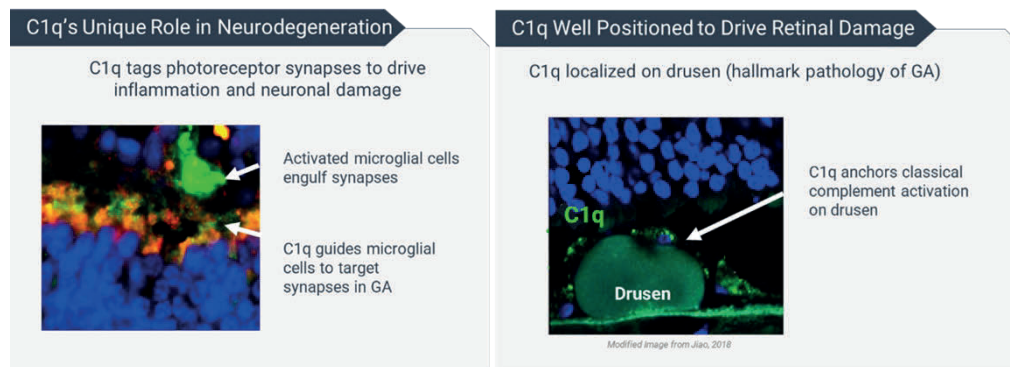 C1q's Unique Role in Neurodegeneration
C1q tags photoreceptor synapses to drive
inflammation and neuronal damage
Activated microglial cells
engulf synapses
C1q guides microglial
cells to target
synapses in GA
C1q Well Positioned to Drive Retinal Damage
C1q localized on drusen (hallmark pathology of GA)
C1q
Drusen
C1q anchors classical
complement activation
on drusen
Modified Image from Jiao, 2018